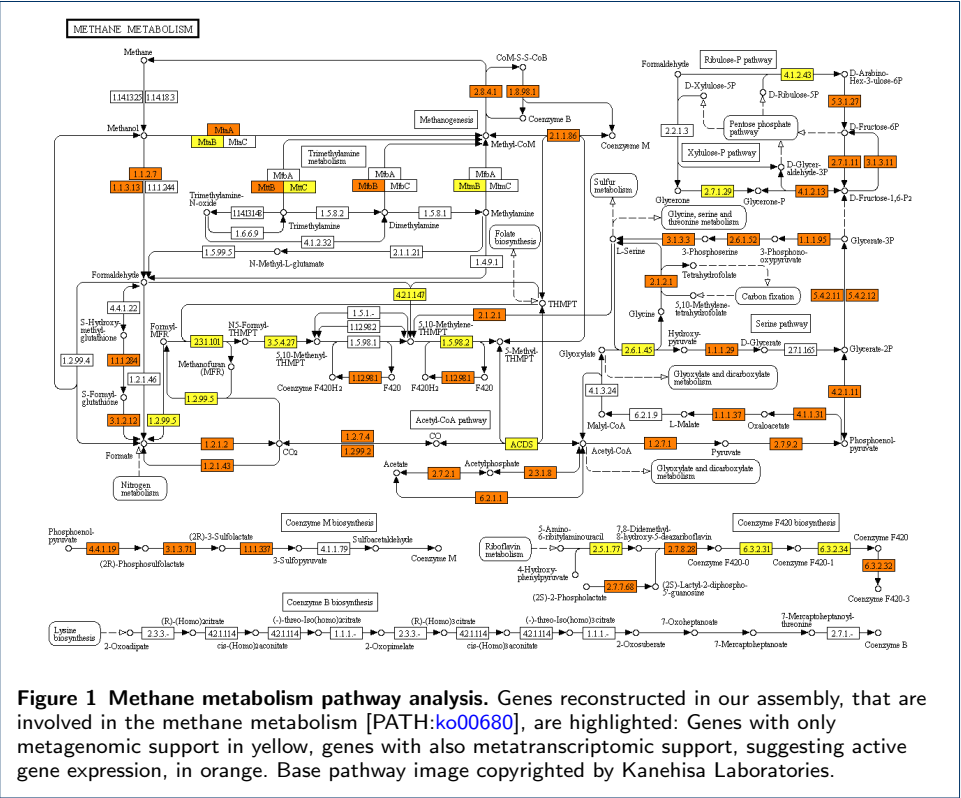 METHANE METABOLISM
Methane
CoM-S-S-CoB
Formaldehyde
Ribulose-P pathway
4.1.2.43
D-Arabino-
Hex-3-ulose-6P
D-Xylulose-5P
D-Ribulose-5P
5.3.1.27
1.14.13.25
1.14.18.3
2.8.4.1
1.8.98.1
Coenzyme B
Methanogenesis
Methanol
MtaA
MtaB
MtaC
Methyl-CoM
2.1.1.86
Coenzyme M
2.2.1.3
Pentose phosphate
pathway
D-Fructose-6P
Xylulose-P pathway
2.7.1.11
3.1.3.11
D-Glycer-
aldehyde-3P
Trimethylamine
metabolism
MtbA
MttB
MttC
MtbA
MtbB
MtbC
MtbA
MtmB
MtmC
1.1.2.7
1.1.3.13
1.1.1.244
Sulfur
metabolism
Glycerone
2.7.1.29
Glycerone-P
4.1.2.13
D-Fructose-1,6-P2
Trimethylamine-
N-oxide
1.14.13.148
1.5.8.2
1.5.8.1
Methylamine
Trimethylamine
Dimethylamine
1.6.6.9
4.1.2.32
Glycine, serine and
threonine metabolism
Folate
biosynthesis
1.5.99.5
N-Methyl-L-glutamate
2.1.1.21
1.4.9.1
L-Serine
3.1.3.3
3-Phosphoserine
2.6.1.52
3-Phosphono-
oxypyruvate
1.1.1.95
Glycerate-3P
Formaldehyde
Tetrahydrofolate
2.1.2.1
4.2.1.147
THMPT
2.1.2.1
5,10-Methylene-
tetrahydrofolate
Carbon fixation
5.4.2.11
5.4.2.12
4.4.1.22
S-Hydroxy-
methyl-
glutathione
Formyl-
MFR
2.3.1.101
N5-Formyl-
THMPT
3.5.4.27
5,10-Methenyl-
THMPT
1.5.1.-
1.12.98.2
1.5.98.1
5,10-Methylene-
THMPT
1.5.98.2
5-Methyl-
THMPT
Glycine
Serine pathway
Glyoxylate
2.6.1.45
Hydroxy-
pyruvate
1.1.1.29
D-Glycerate
2.7.1.165
Glycerate-2P
1.2.99.4
1.1.1.284
Methanofuran
(MFR)
1.12.98.1
Coenzyme F420H2
F420
1.12.98.1
F420H2
F420
Glyoxylate and dicarboxylate
metabolism
1.2.1.46
1.2.99.5
4.1.3.24
4.2.1.11
S-Formyl-
glutathione
3.1.2.12
1.2.99.5
Acetyl-CoA pathway
Malyl-CoA
6.2.1.9
L-Malate
1.1.1.37
Oxaloacetate
4.1.1.31
Formate
1.2.1.2
1.2.1.43
CO2
1.2.7.4
1.2.99.2
CO
ACDS
Acetyl-CoA
1.2.7.1
Pyruvate
2.7.9.2
Phosphoenol-
pyruvate
Nitrogen
metabolism
Acetate
2.7.2.1
Acetylphosphate
2.3.1.8
6.2.1.1
Glyoxylate and dicarboxylate
metabolism
Coenzyme M biosynthesis
Phosphoenol-
pyruvate
4.4.1.19
(2R)-Phosphosulfolactate
3.1.3.71
(2R)-3-Sulfolactate
1.1.1.337
3-Sulfopyruvate
4.1.1.79
Sulfoacetaldehyde
Coenzyme M
Coenzyme F420 biosynthesis
Riboflavin
metabolism
5-Amino-
6-ribitylaminouracil
2.5.1.77
4-Hydroxy-
phenylpyruvate
7,8-Didemethyl-
8-hydroxy-5-deazariboflavin
2.7.8.28
Coenzyme F420-0
6.3.2.31
Coenzyme F420-1
6.3.2.34
Coenzyme F420
6.3.2.32
Coenzyme F420-3
2.7.7.68
(2S)-2-Phospholactate
(2S)-Lactyl-2-diphospho-
5'-guanosine
Coenzyme B biosynthesis
Lysine
biosynthesis
2-Oxoadipate
2.3.3.-
(R)-(Homo)2citrate
4.2.1.114
cis-(Homo)2aconitate
4.2.1.114
(-)-threo-Iso(homo)2citrate
1.1.1.-
2-Oxopimelate
2.3.3.-
(R)-(Homo)3citrate
4.2.1.114
cis-(Homo)3aconitate
4.2.1.114
(-)-threo-Iso(homo)3citrate
1.1.1.-
2-Oxosuberate
7-Oxoheptanoate
7-Mercaptoheptanoate
7-Mercaptoheptanoyl-
threonine
2.7.1.-
Coenzyme B
Figure 1 Methane metabolism pathway analysis. Genes reconstructed in our assembly, that are
involved in the methane metabolism [PATH:ko00680], are highlighted: Genes with only
metagenomic support in yellow, genes with also metatranscriptomic support, suggesting active
gene expression, in orange. Base pathway image copyrighted by Kanehisa Laboratories.